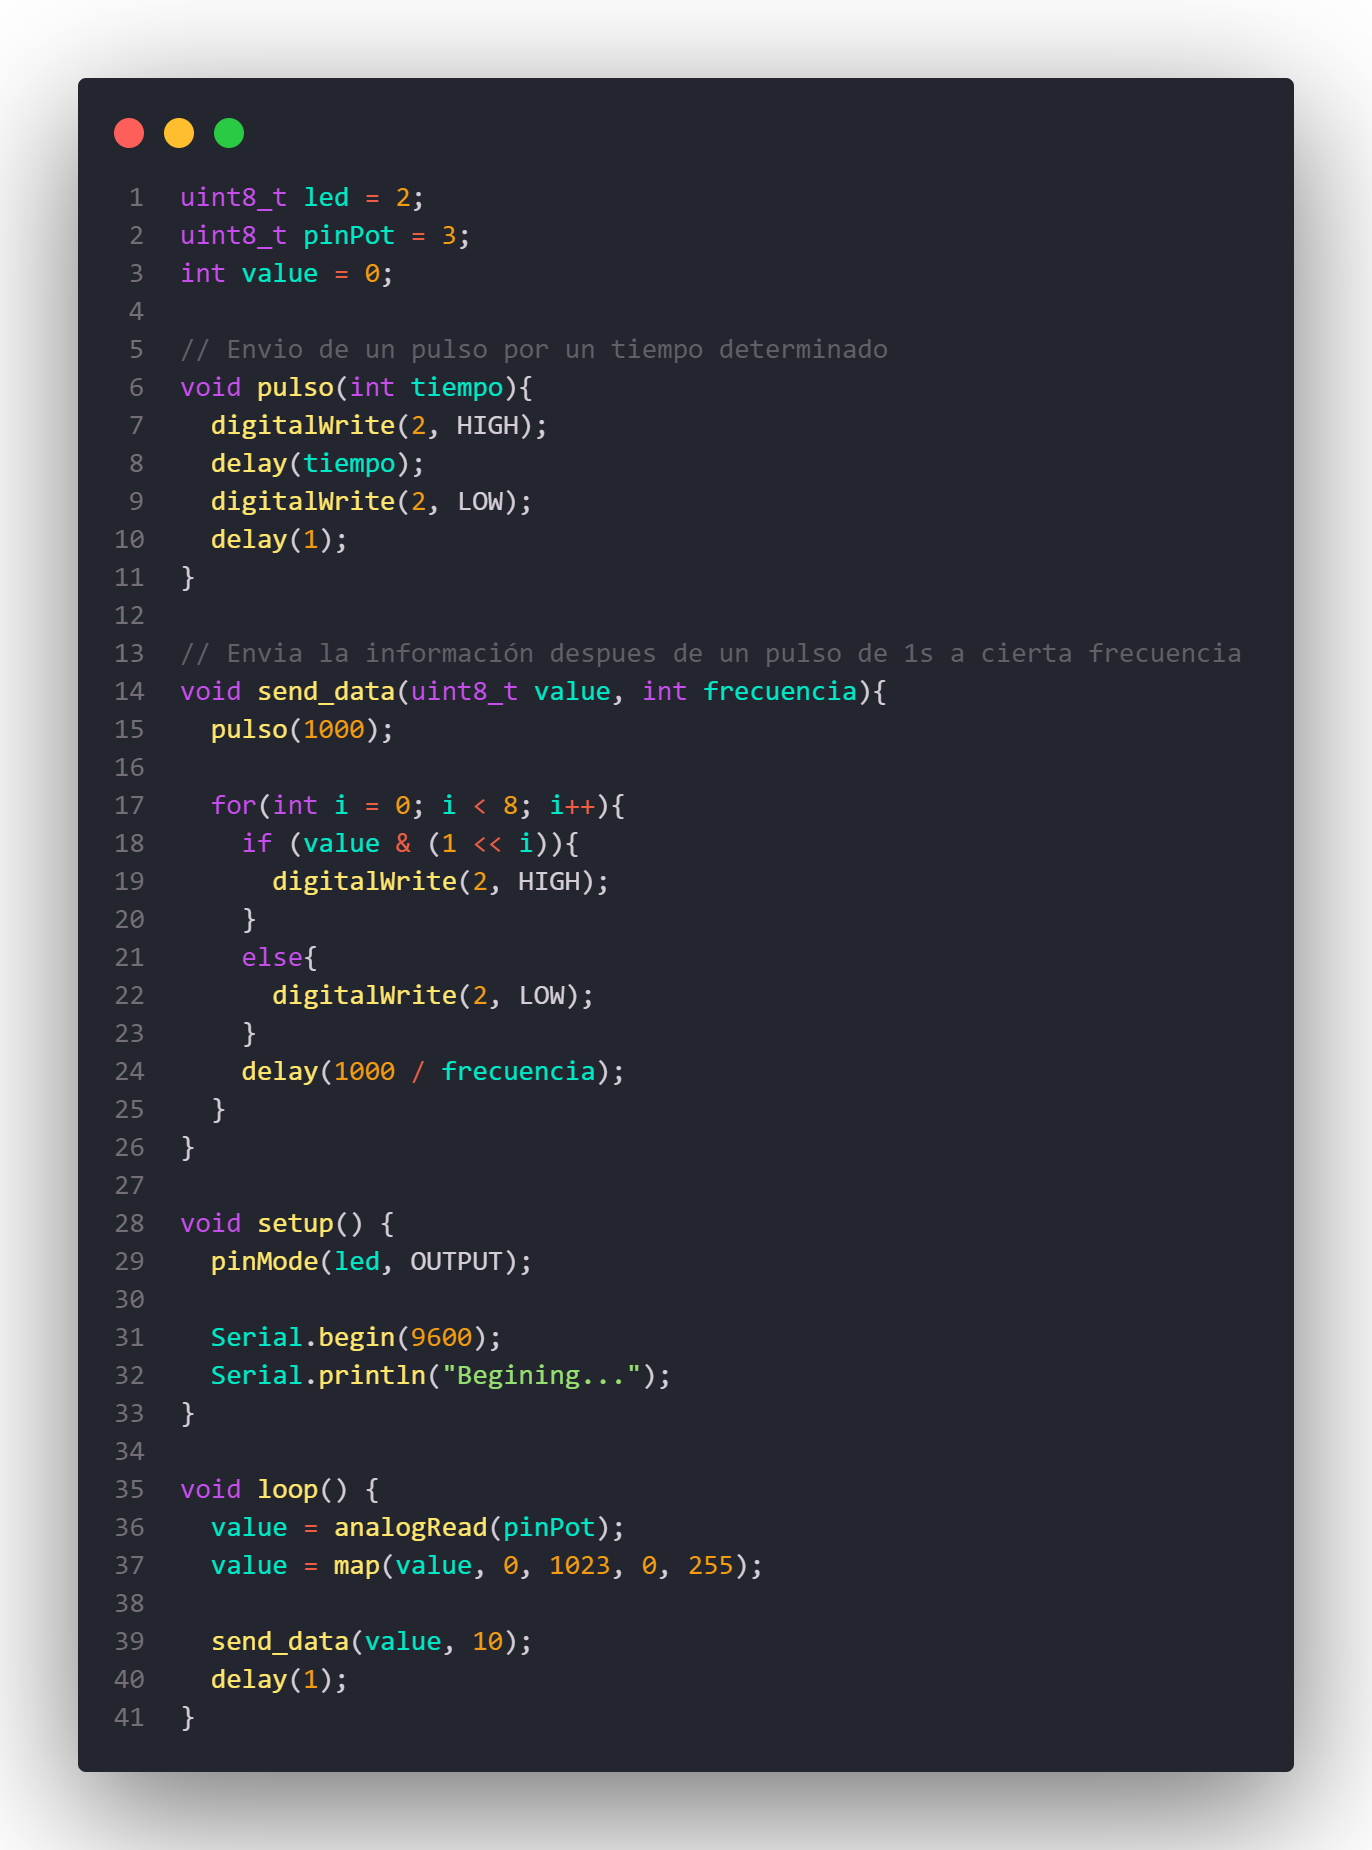 1 uint8_t led = 2;
2 uint8_t pinPot = 3;
3 int value = 0;
4
5 // Envio de un pulso por un tiempo determinado
6 void pulso(int tiempo){
7   digitalWrite(2, HIGH);
8   delay(tiempo);
9   digitalWrite(2, LOW);
10   delay(1);
11 }
12
13 // Envia la información despues de un pulso de 1s a cierta frecuencia
14 void send_data(uint8_t value, int frecuencia){
15   pulso(1000);
16
17   for(int i = 0; i < 8; i++){
18     if (value & (1 << i)){
19       digitalWrite(2, HIGH);
20     }
21     else{
22       digitalWrite(2, LOW);
23     }
24     delay(1000 / frecuencia);
25   }
26 }
27
28 void setup() {
29   pinMode(led, OUTPUT);
30
31   Serial.begin(9600);
32   Serial.println("Begining...");
33 }
34
35 void loop() {
36   value = analogRead(pinPot);
37   value = map(value, 0, 1023, 0, 255);
38
39   send_data(value, 10);
40   delay(1);
41 }